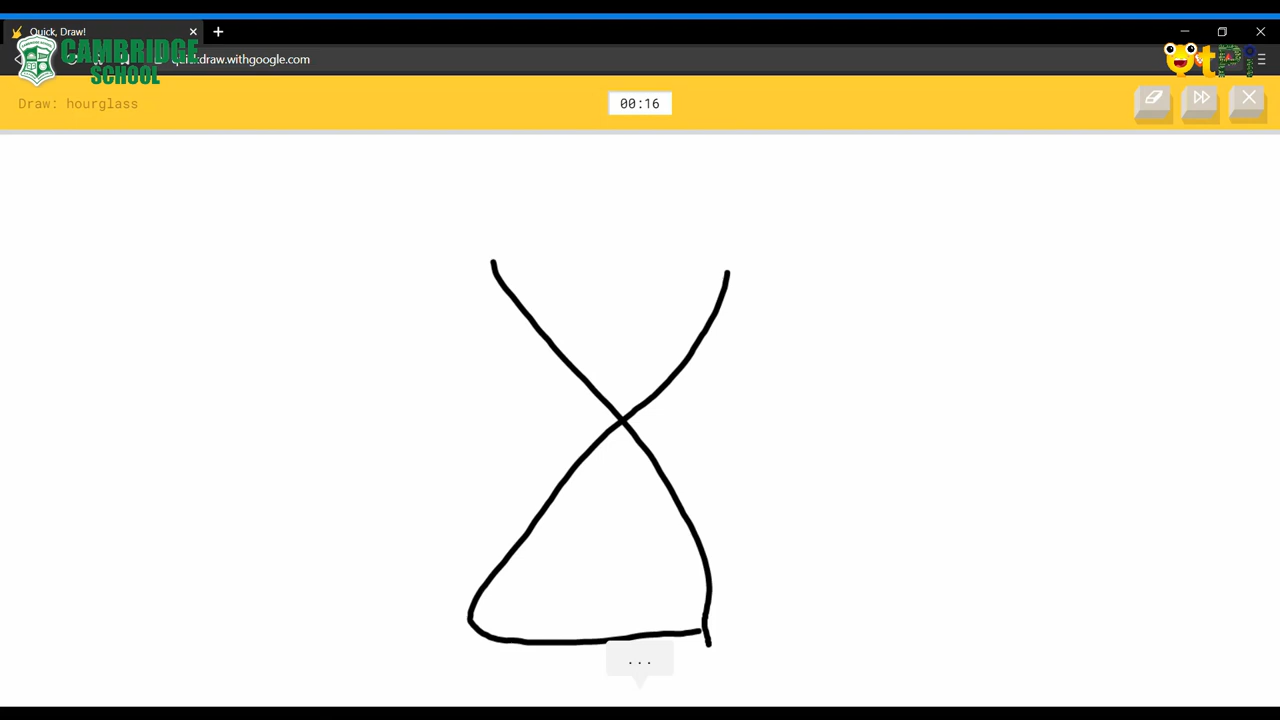 Quick, Draw!
CAMBRIDGE
SCHOOL
draw.withgoogle.com
Draw: hourglass
00:16
...